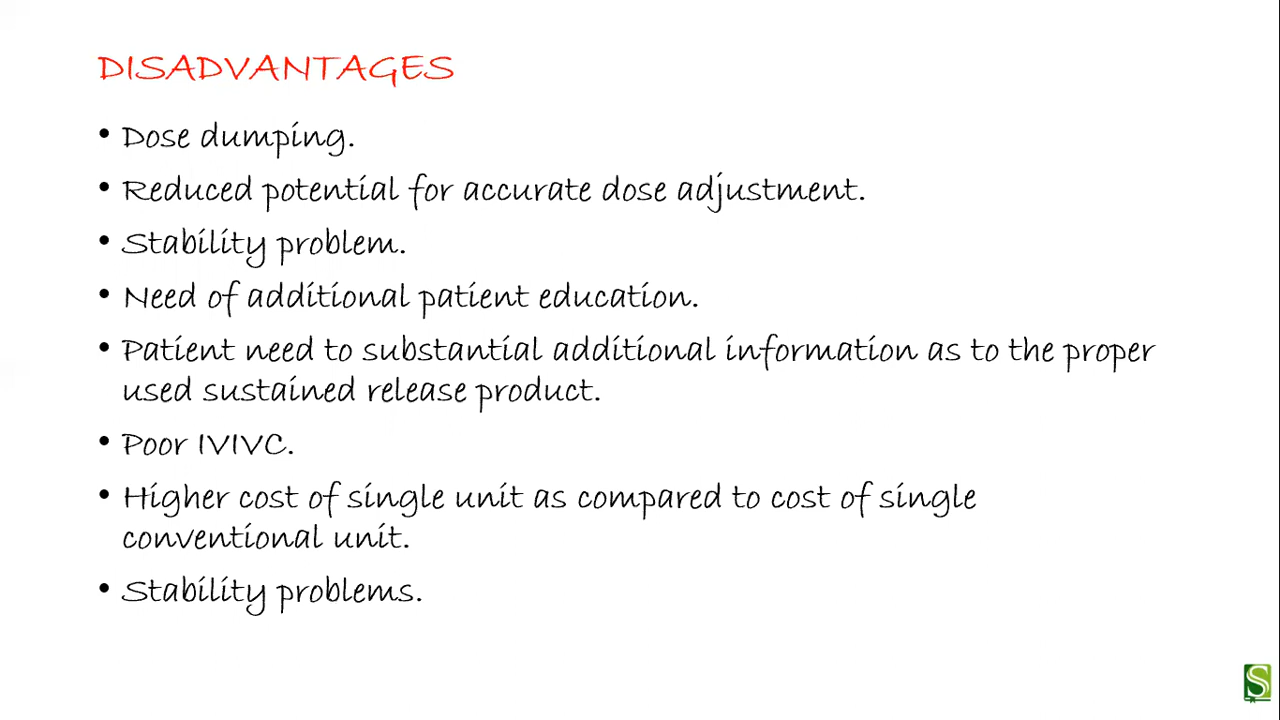 DISADVANTAGES
• Dose dumping.
• Reduced potential for accurate dose adjustment.
• Stability problem.
• Need of additional patient education.
• Patient need to substantial additional information as to the proper
used sustained release product.
• Poor IVIVC.
• Higher cost of single unit as compared to cost of single
conventional unit.
• Stability problems.
S